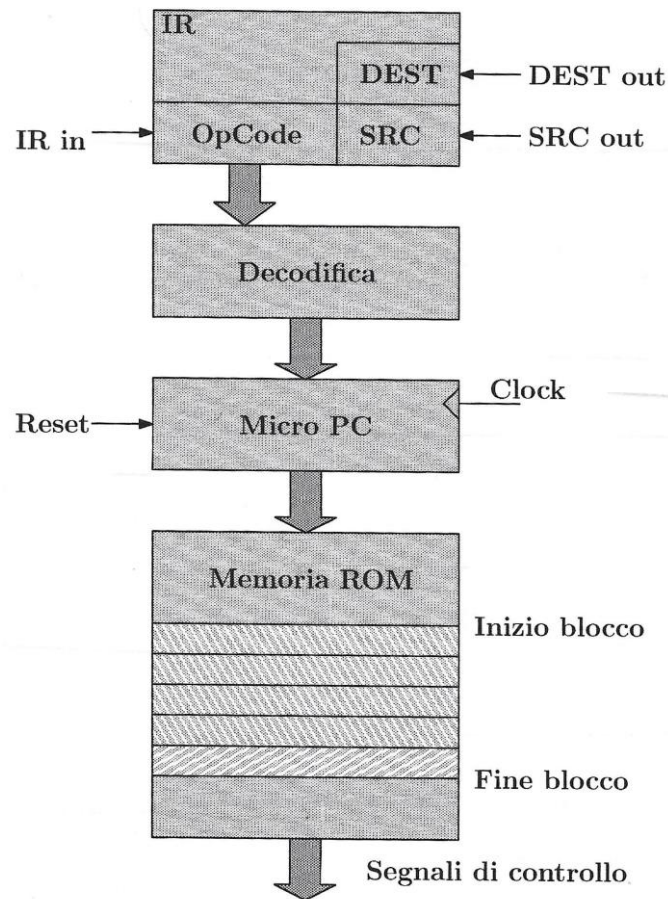 IR
DEST
DEST out
IR in
OpCode
SRC
SRC out
Decodifica
Clock
Reset
Micro PC
Memoria ROM
Inizio blocco
Fine blocco
Segnali di controllo